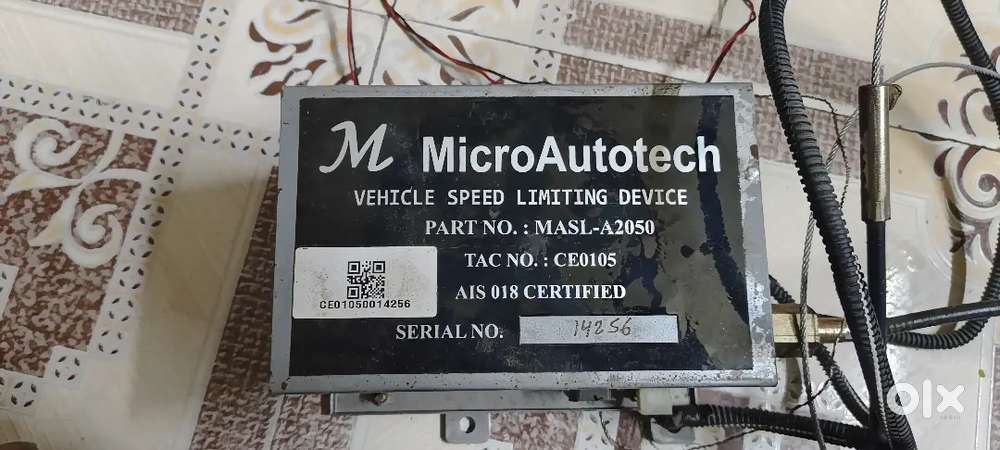 M MicroAutotech
VEHICLE SPEED LIMITING DEVICE
PART NO. : MASL-A2050
TAC NO. : CE0105
CE01050014256
AIS 018 CERTIFIED
SERIAL NO. 14256
olx